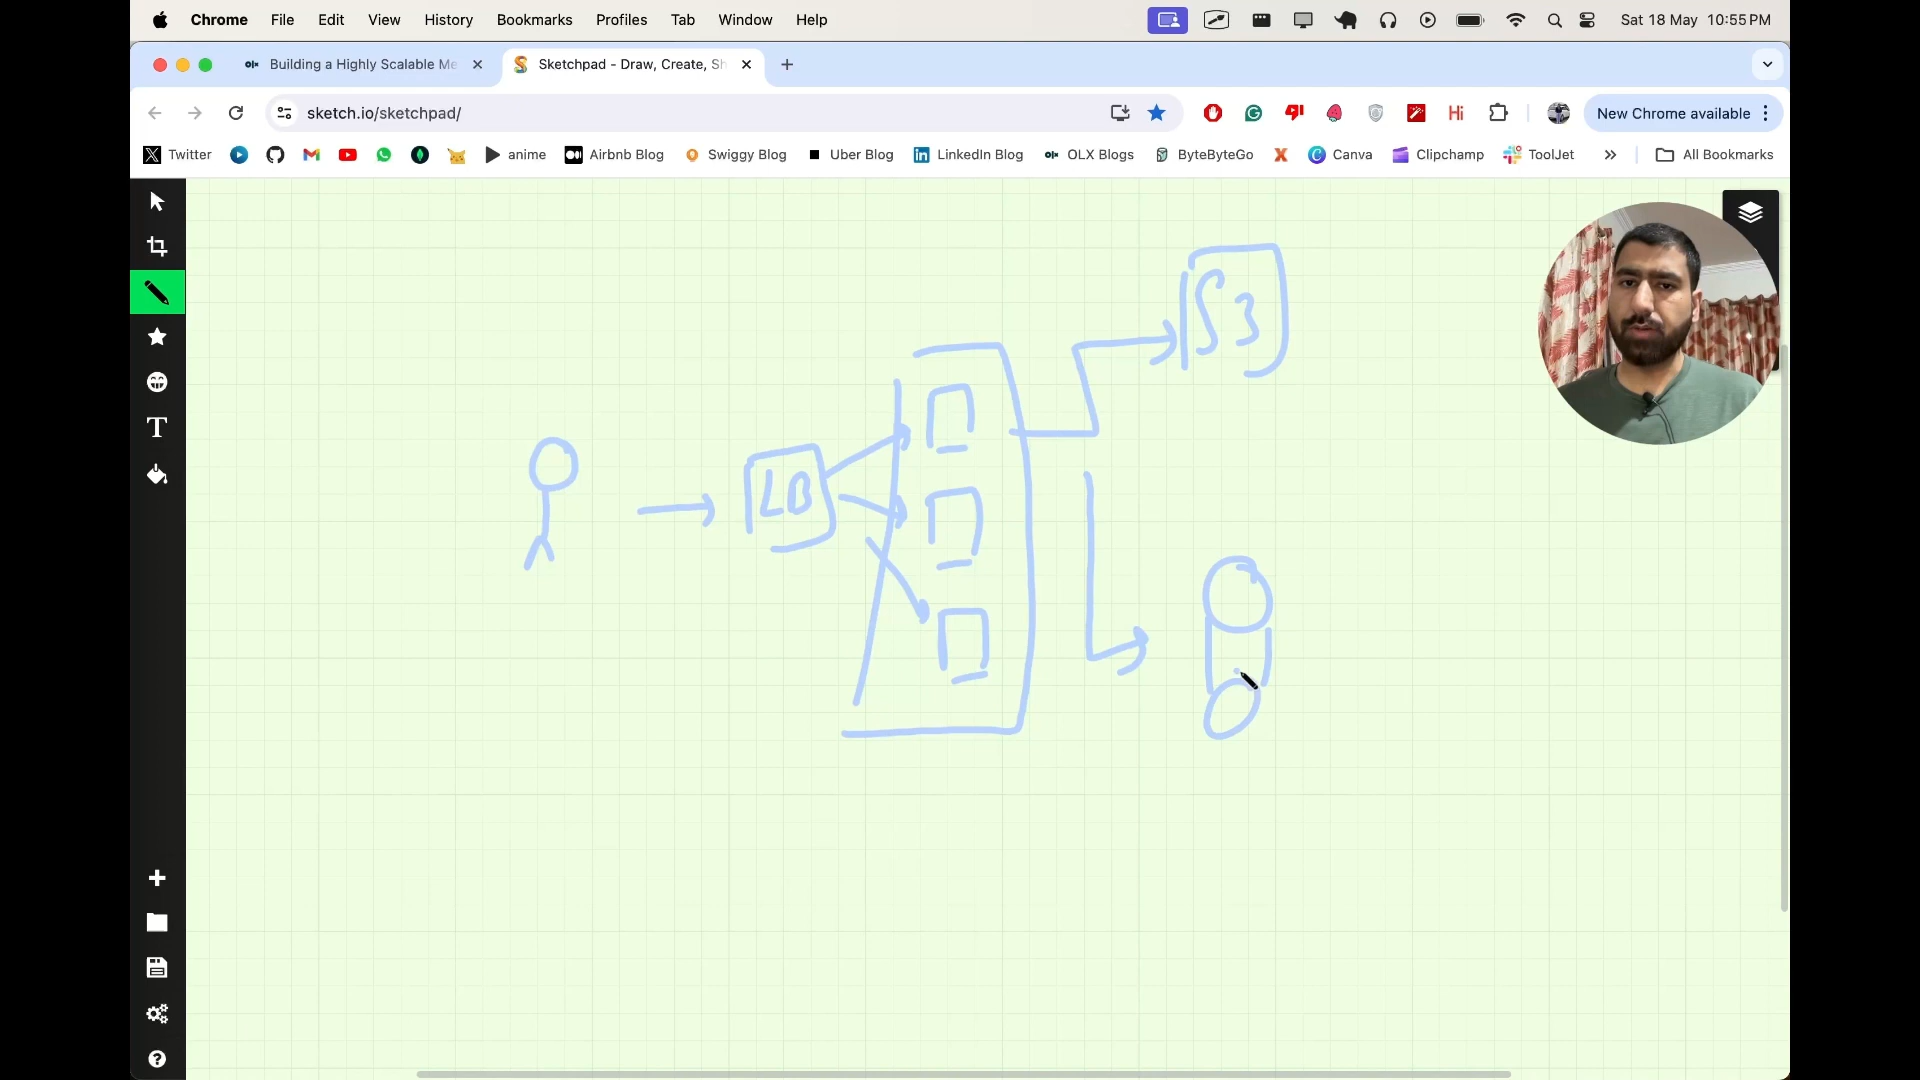 Chrome File Edit View History Bookmarks Profiles Tab Window Help Sat 18 May 10:55 PM
Building a Highly Scalable Me
Sketchpad - Draw, Create, Sh
sketch.io/sketchpad/
Hi
New Chrome available
Twitter
anime
Airbnb Blog
Swiggy Blog
Uber Blog
LinkedIn Blog
OLX Blogs
ByteByteGo
Canva
Clipchamp
ToolJet
All Bookmarks
T
S3
LB